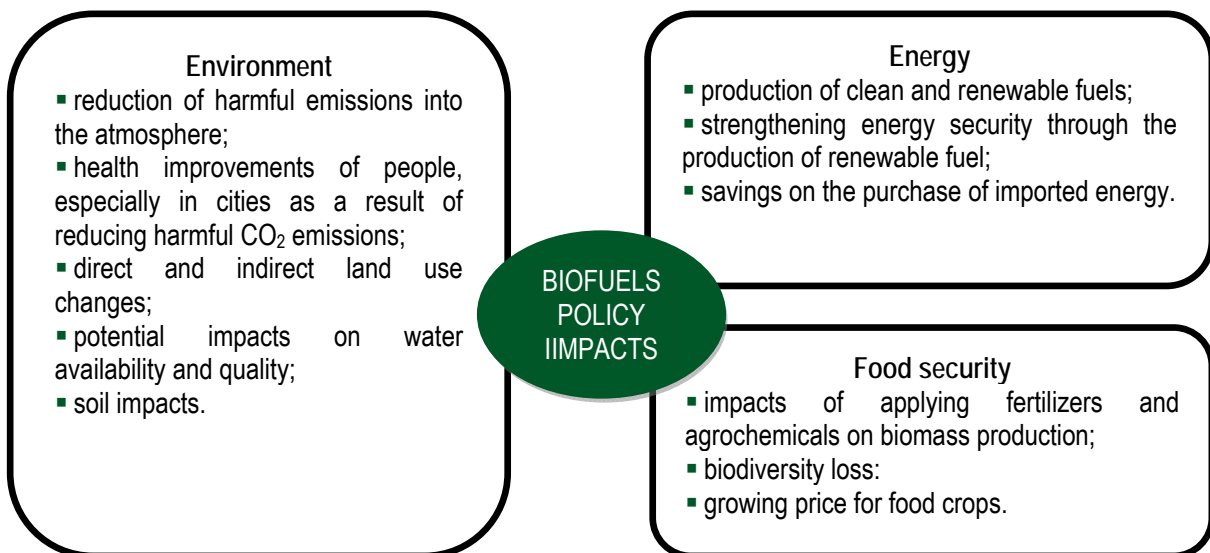 Environment
▪ reduction of harmful emissions into
the atmosphere;
▪ health improvements of people,
especially in cities as a result of
reducing harmful CO₂ emissions;
▪ direct and indirect land use
changes;
▪ potential impacts on water
availability and quality;
▪ soil impacts.
BIOFUELS
POLICY
IIMPACTS
Energy
▪ production of clean and renewable fuels;
▪ strengthening energy security through the
production of renewable fuel;
▪ savings on the purchase of imported energy.
Food security
▪ impacts of applying fertilizers and
agrochemicals on biomass production;
▪ biodiversity loss:
▪ growing price for food crops.